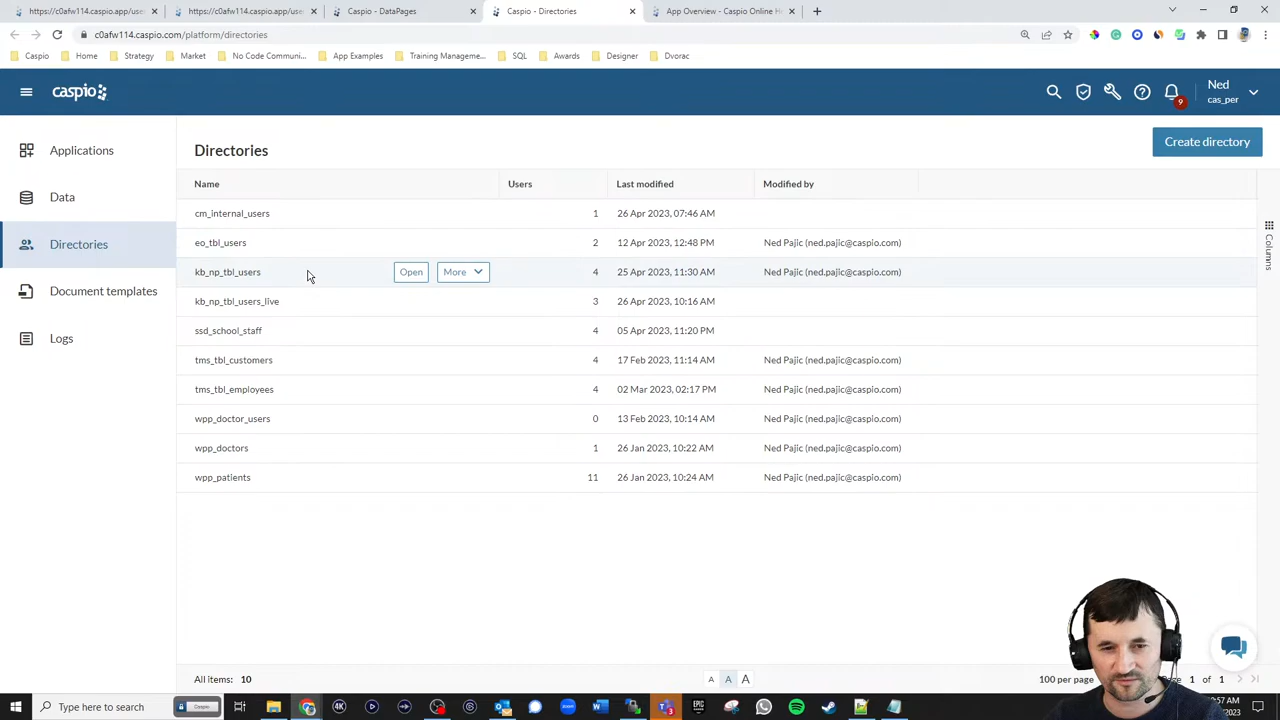 https://c0afw114.caspio.app/use
https://c0afw114.caspio.app/use
Caspio - DataPages
Caspio - Directories
App Overview - Caspio Online H
c0afw114.caspio.com/platform/directories
Caspio
Home
Strategy
Market
No Code Communi...
App Examples
Training Manageme...
SQL
Awards
Designer
Dvorac
caspio
9
Ned
cas_per
Applications
Data
Directories
Document templates
Logs
Directories
Create directory
Name Users Last modified Modified by
cm_internal_users 1 26 Apr 2023, 07:46 AM
eo_tbl_users 2 12 Apr 2023, 12:48 PM Ned Pajic (ned.pajic@caspio.com)
kb_np_tbl_users Open More 4 25 Apr 2023, 11:30 AM Ned Pajic (ned.pajic@caspio.com)
kb_np_tbl_users_live 3 26 Apr 2023, 10:16 AM
ssd_school_staff 4 05 Apr 2023, 11:20 PM
tms_tbl_customers 4 17 Feb 2023, 11:14 AM Ned Pajic (ned.pajic@caspio.com)
tms_tbl_employees 4 02 Mar 2023, 02:17 PM Ned Pajic (ned.pajic@caspio.com)
wpp_doctor_users 0 13 Feb 2023, 10:14 AM Ned Pajic (ned.pajic@caspio.com)
wpp_doctors 1 26 Jan 2023, 10:22 AM Ned Pajic (ned.pajic@caspio.com)
wpp_patients 11 26 Jan 2023, 10:24 AM Ned Pajic (ned.pajic@caspio.com)
Columns
All items: 10
A A A
100 per page
1 of 1
Type here to search
Caspio...
4K
EPIC
:57 AM